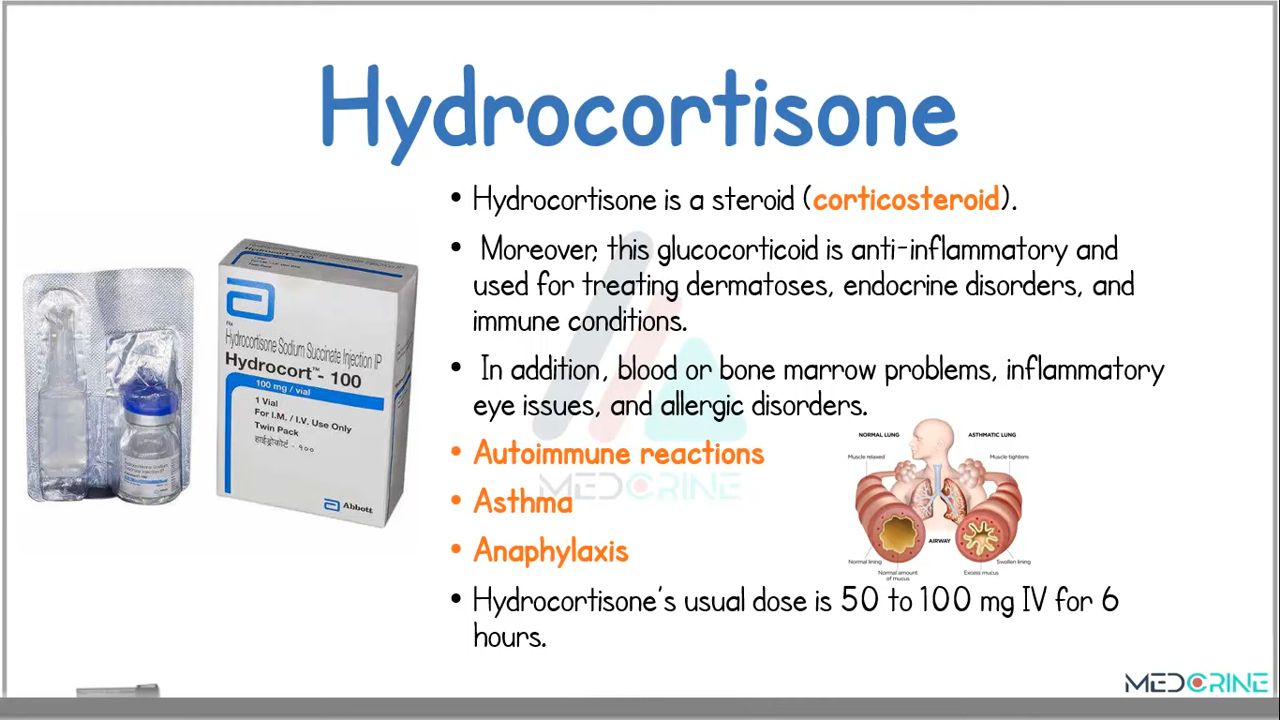 Hydrocortisone
• Hydrocortisone is a steroid (corticosteroid).
• Moreover, this glucocorticoid is anti-inflammatory and
used for treating dermatoses, endocrine disorders, and
immune conditions.
• In addition, blood or bone marrow problems, inflammatory
eye issues, and allergic disorders.
• Autoimmune reactions
• Asthma
• Anaphylaxis
• Hydrocortisone's usual dose is 50 to 100 mg IV for 6
hours.
Hydrocortisone Sodium Succinate Injection IP
Hydrocort™- 100
100 mg / vial
1 Vial
For I.M. / I.V. Use Only
Twin Pack
हाईड्रोकोर्ट - १००
Abbott
NORMAL LUNG
ASTHMATIC LUNG
Muscle relaxed
Muscle tightens
AIRWAY
Normal lining
Swollen lining
Normal amount
of mucus
Excess mucus
MEDCRINE
MEDCRINE